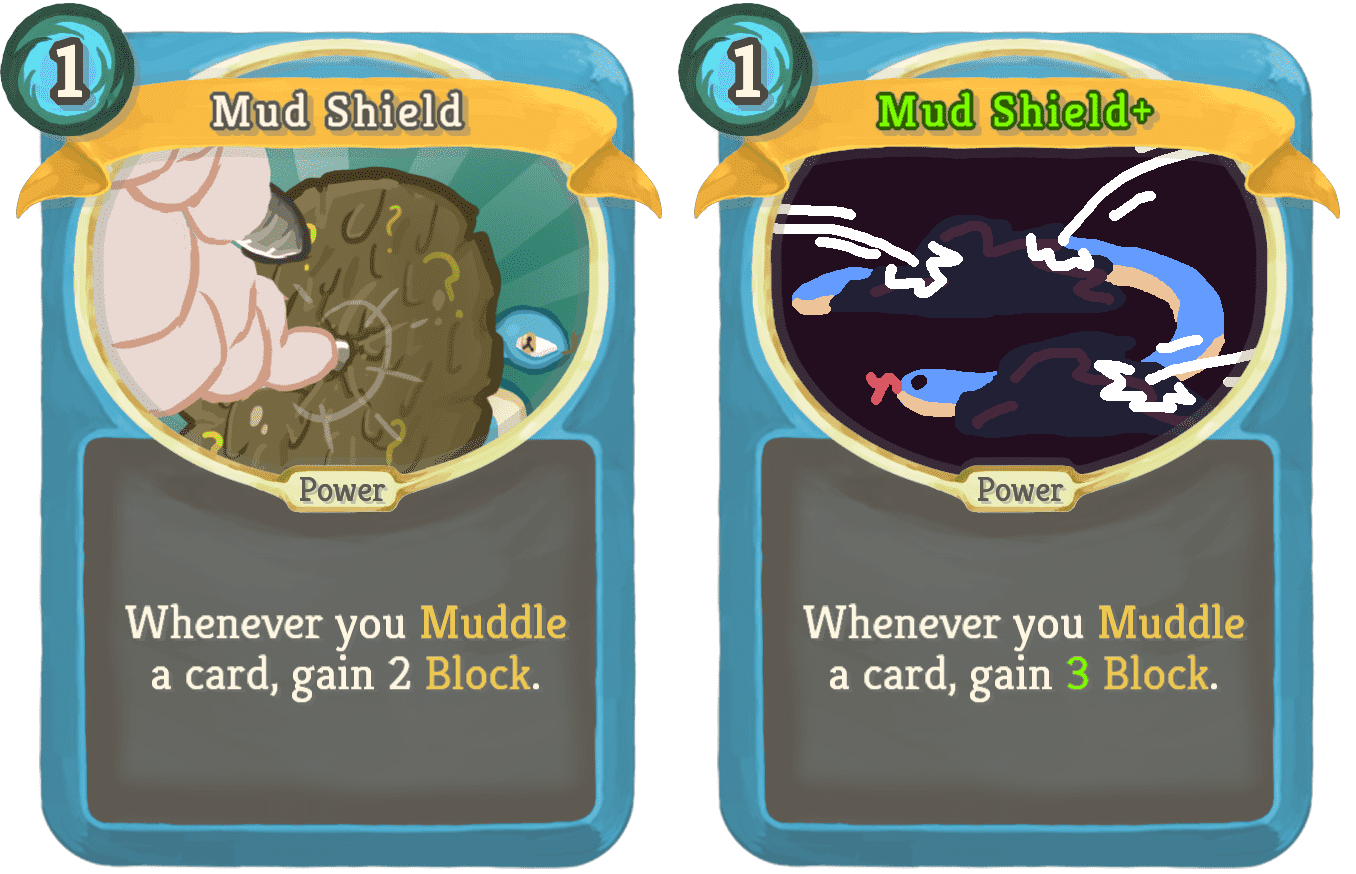 1
Mud Shield
Power
Whenever you Muddle
a card, gain 2 Block.
1
Mud Shield+
Power
Whenever you Muddle
a card, gain 3 Block.